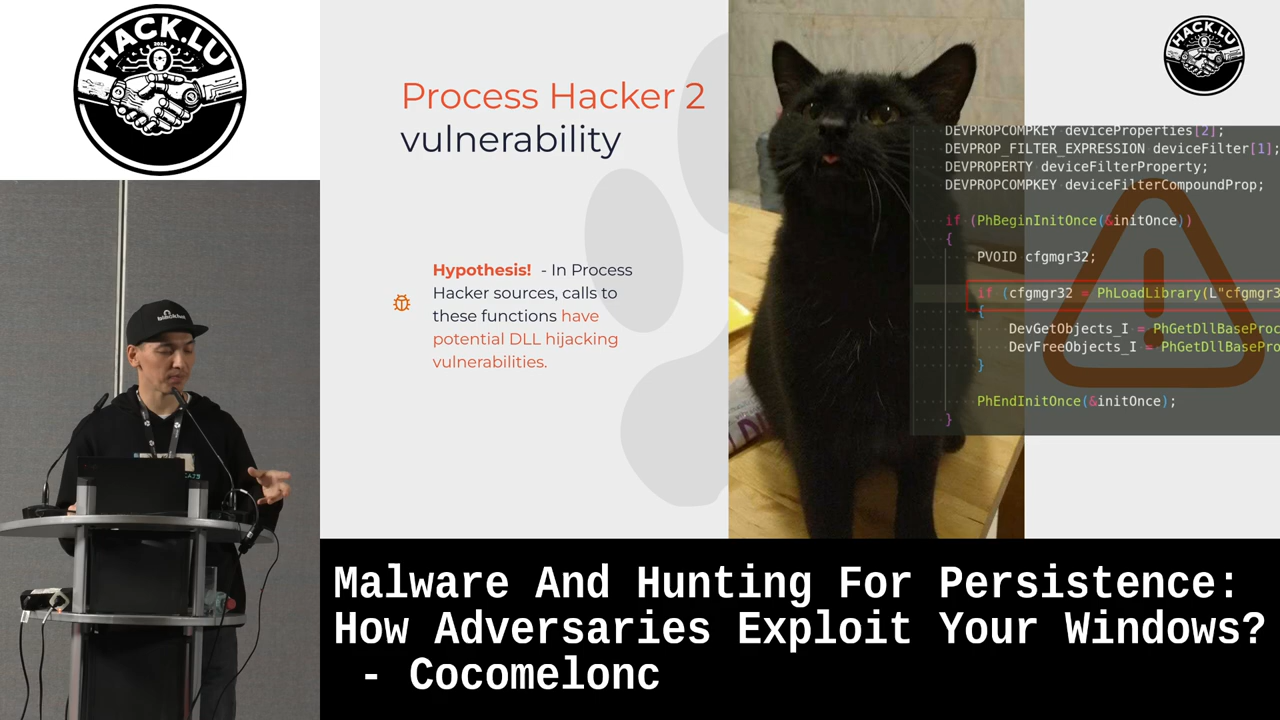 HACK.LU
2024
Process Hacker 2
vulnerability
Hypothesis! - In Process
Hacker sources, calls to
these functions have
potential DLL hijacking
vulnerabilities.
HACK.LU
DEVPROPCOMPKEY deviceProperties[2];
DEVPROP_FILTER_EXPRESSION deviceFilter[1];
DEVPROPERTY deviceFilterProperty;
DEVPROPCOMPKEY deviceFilterCompoundProp;
if (PhBeginInitOnce(&initOnce))
{
PVOID cfgmgr32;
if (cfgmgr32 = PhLoadLibrary(L"cfgmgr3
{
DevGetObjects_I = PhGetDllBaseProc
DevFreeObjects_I = PhGetDllBasePro
}
PhEndInitOnce(&initOnce);
}
Malware And Hunting For Persistence:
How Adversaries Exploit Your Windows?
- Cocomelonc